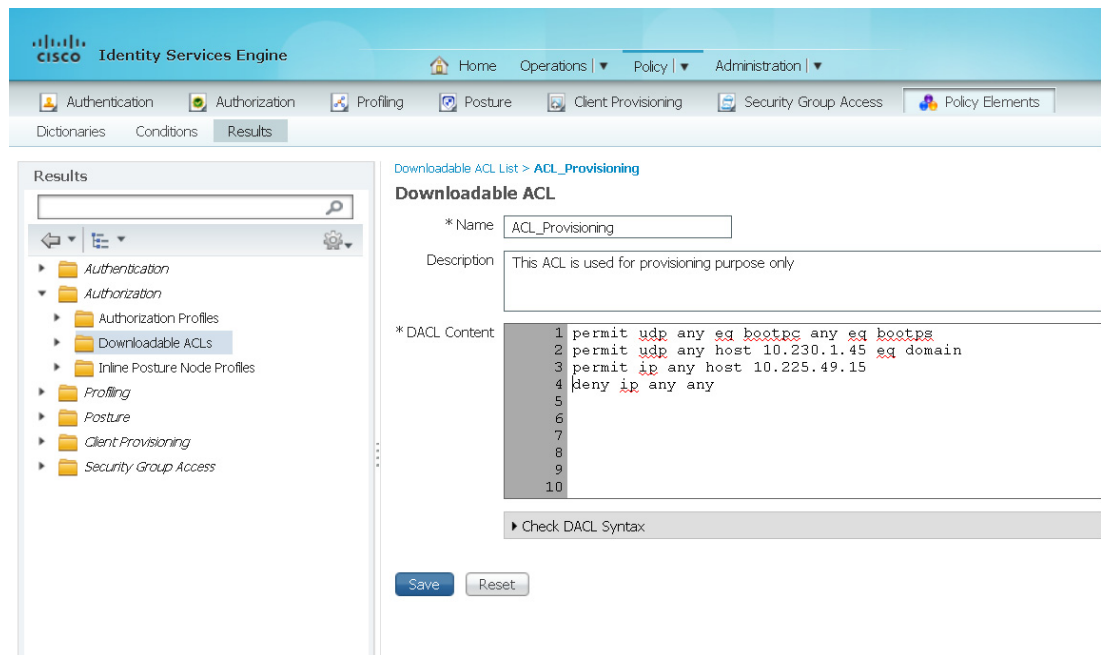 CISCO Identity Services Engine
Home Operations | ▼ Policy | ▼ Administration | ▼
Authentication Authorization Profiling Posture Client Provisioning Security Group Access Policy Elements
Dictionaries Conditions Results
Results
Authentication
Authorization
Authorization Profiles
Downloadable ACLs
Inline Posture Node Profiles
Profiling
Posture
Client Provisioning
Security Group Access
Downloadable ACL List > ACL_Provisioning
Downloadable ACL
* Name ACL_Provisioning
Description This ACL is used for provisioning purpose only
* DACL Content
1 permit udp any eq bootpc any eq bootps
2 permit udp any host 10.230.1.45 eq domain
3 permit ip any host 10.225.49.15
4 deny ip any any
5
6
7
8
9
10
Check DACL Syntax
Save Reset